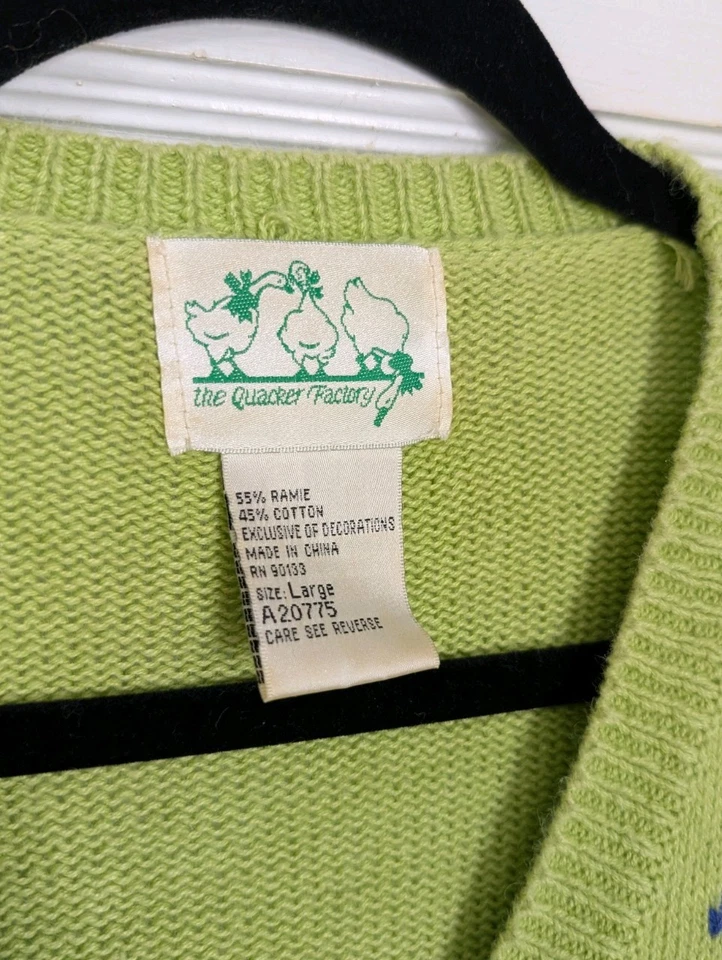 the Quacker Factory
55% RAMIE
45% COTTON
EXCLUSIVE OF DECORATIONS
MADE IN CHINA
RN 90133
SIZE: Large
A20775
CARE SEE REVERSE